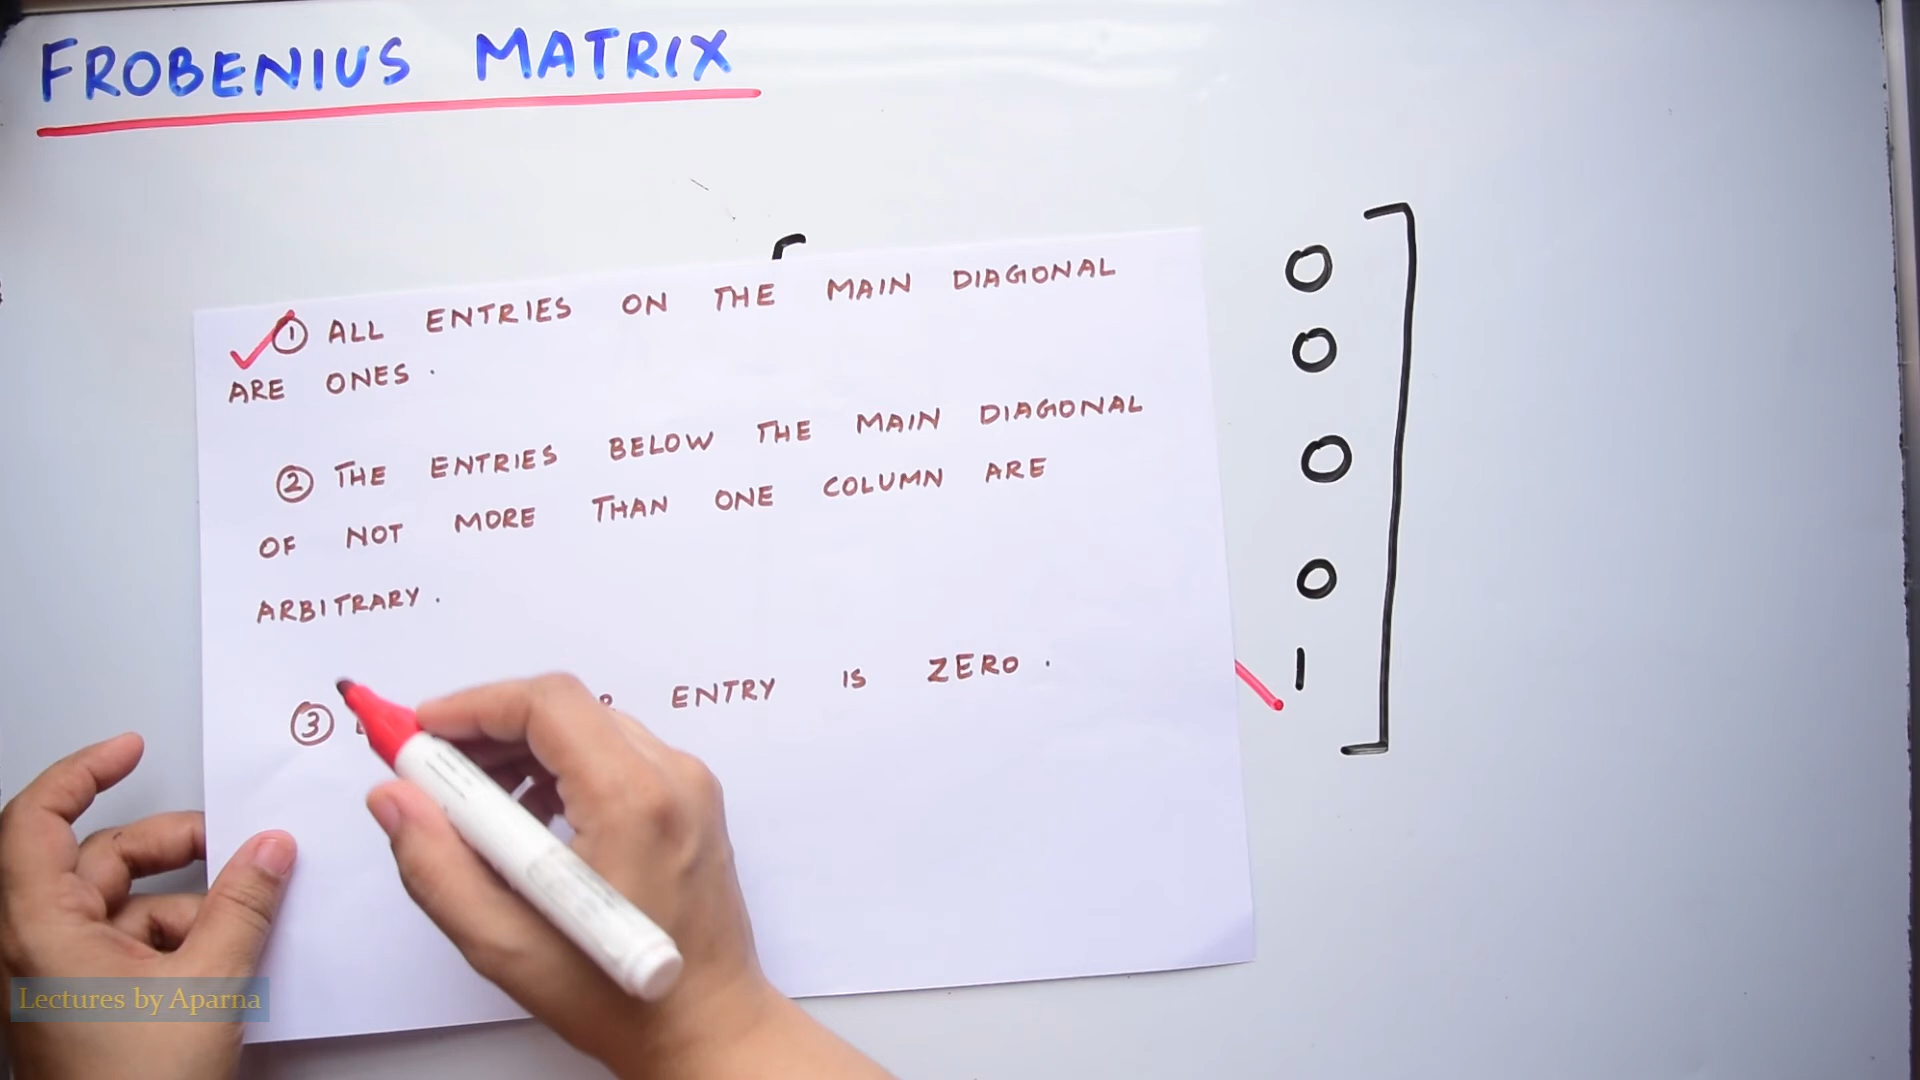 FROBENIUS MATRIX
① ALL ENTRIES ON THE MAIN DIAGONAL
ARE ONES.
② THE ENTRIES BELOW THE MAIN DIAGONAL
OF NOT MORE THAN ONE COLUMN ARE
ARBITRARY.
③ ENTRY IS ZERO.
0
0
0
0
1
Lectures by Aparna